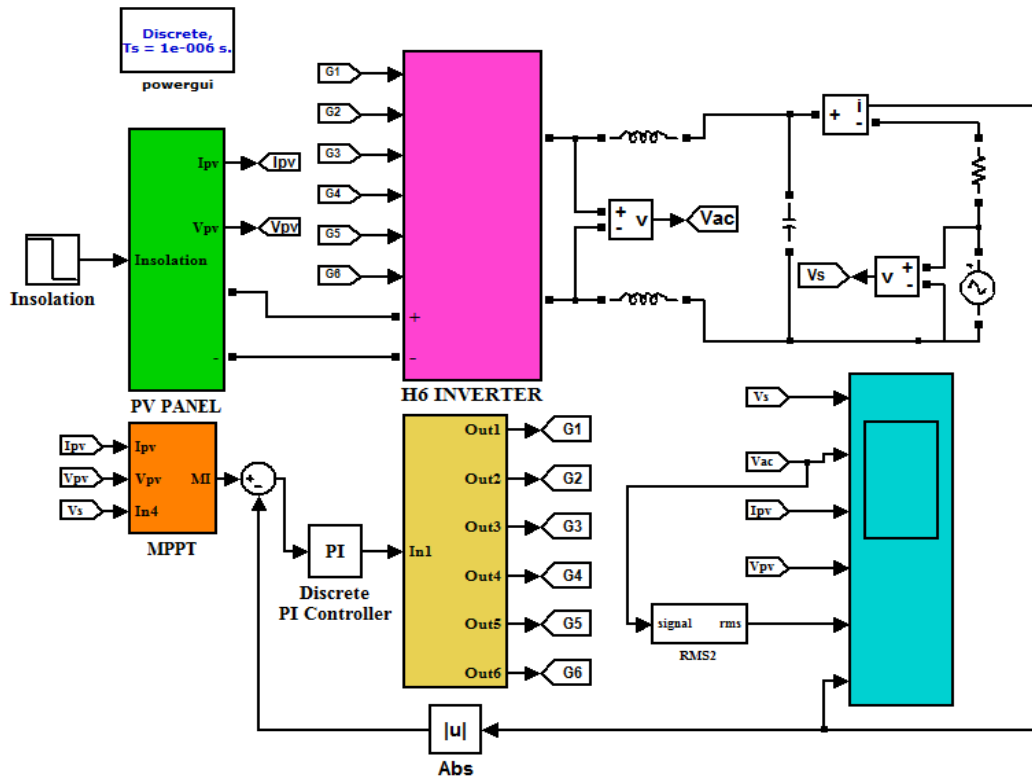 Discrete,
Ts = 1e-006 s.
powergui
G1
G2
G3
G4
G5
G6
+
-
H6 INVERTER
Ipv
Vpv
Insolation
-
PV PANEL
Ipv
Vpv
Insolation
+
-
v
Vac
+
i
-
Vs
v
+
-
+
Ipv
Vpv
Vs
Ipv
Vpv
In4
MI
MPPT
+
-
PI
Discrete
PI Controller
In1
Out1
Out2
Out3
Out4
Out5
Out6
G1
G2
G3
G4
G5
G6
Vs
Vac
Ipv
Vpv
signal rms
RMS2
|u|
Abs